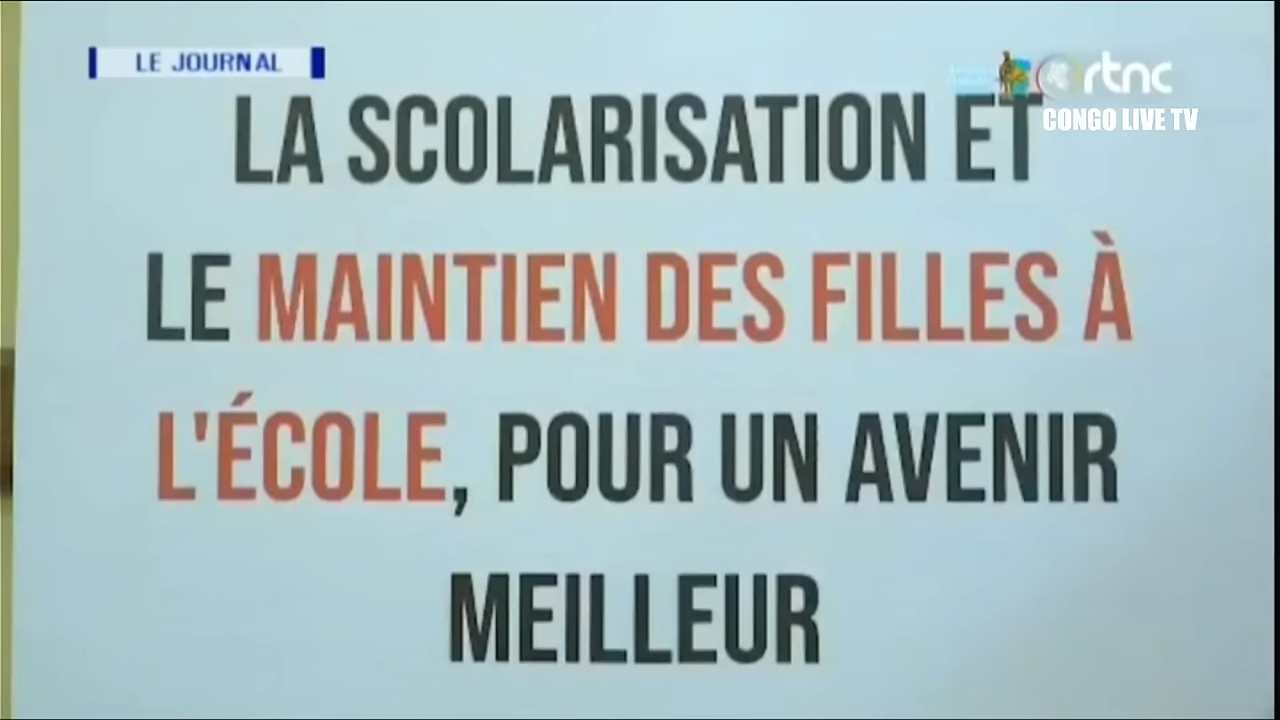 LE JOURNAL
rtnc
CONGO LIVE TV
LA SCOLARISATION ET
LE MAINTIEN DES FILLES À
L'ÉCOLE, POUR UN AVENIR
MEILLEUR